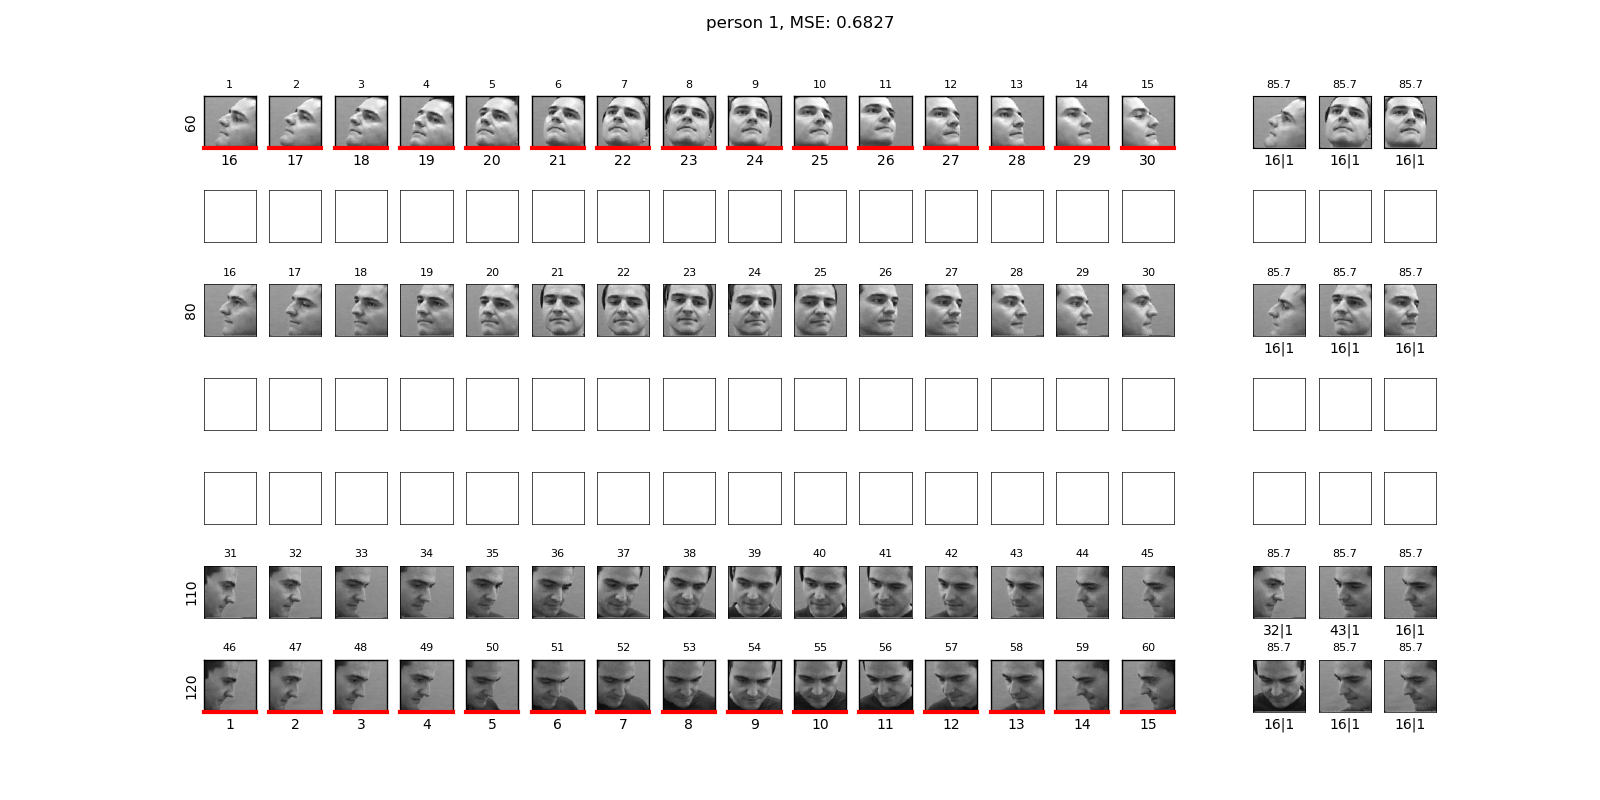 person 1, MSE: 0.6827
1 2 3 4 5 6 7 8 9 10 11 12 13 14 15 85.7 85.7 85.7
60
16 17 18 19 20 21 22 23 24 25 26 27 28 29 30 16|1 16|1 16|1
16 17 18 19 20 21 22 23 24 25 26 27 28 29 30 85.7 85.7 85.7
80
16|1 16|1 16|1
31 32 33 34 35 36 37 38 39 40 41 42 43 44 45 85.7 85.7 85.7
110
32|1 43|1 16|1
46 47 48 49 50 51 52 53 54 55 56 57 58 59 60 85.7 85.7 85.7
120
1 2 3 4 5 6 7 8 9 10 11 12 13 14 15 16|1 16|1 16|1